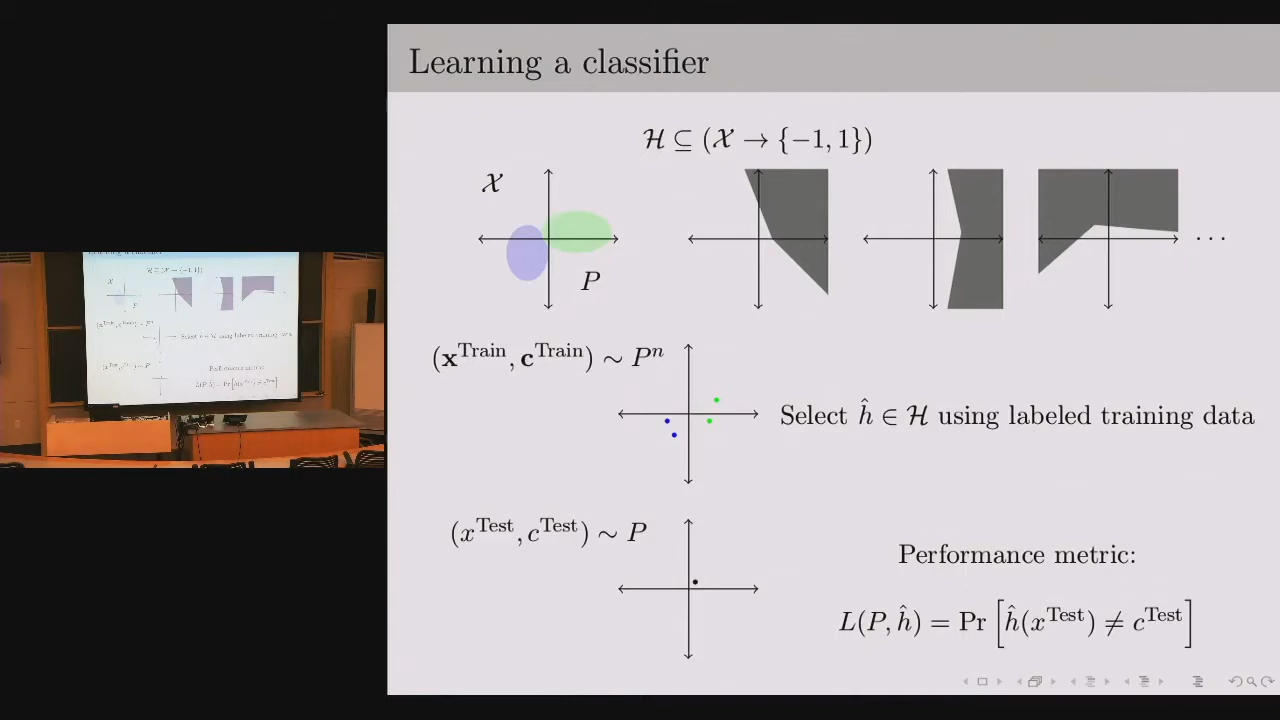 Learning a classifier
ℋ ⊆ (𝒳 → {−1, 1})
𝒳
P
· · ·
(x^Train, c^Train) ∼ P^n
Select ĥ ∈ ℋ using labeled training data
(x^Test, c^Test) ∼ P
Performance metric:
L(P, ĥ) = Pr [ĥ(x^Test) ≠ c^Test]